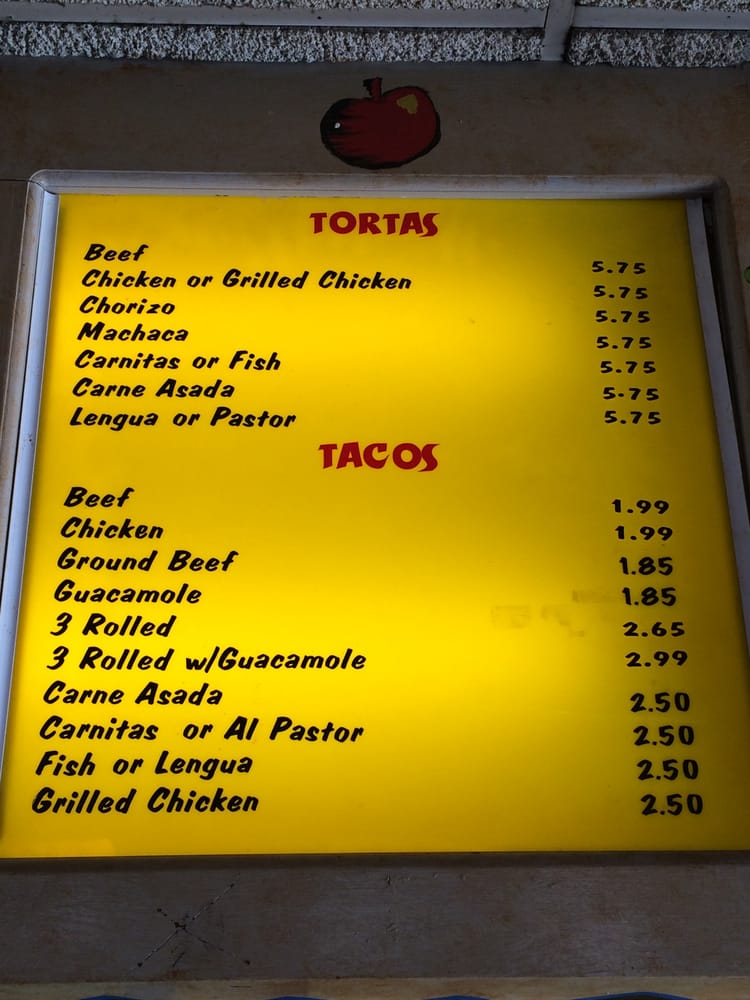 TORTAS
Beef 5.75
Chicken or Grilled Chicken 5.75
Chorizo 5.75
Machaca 5.75
Carnitas or Fish 5.75
Carne Asada 5.75
Lengua or Pastor 5.75
TACOS
Beef 1.99
Chicken 1.99
Ground Beef 1.85
Guacamole 1.85
3 Rolled 2.65
3 Rolled w/Guacamole 2.99
Carne Asada 2.50
Carnitas or Al Pastor 2.50
Fish or Lengua 2.50
Grilled Chicken 2.50